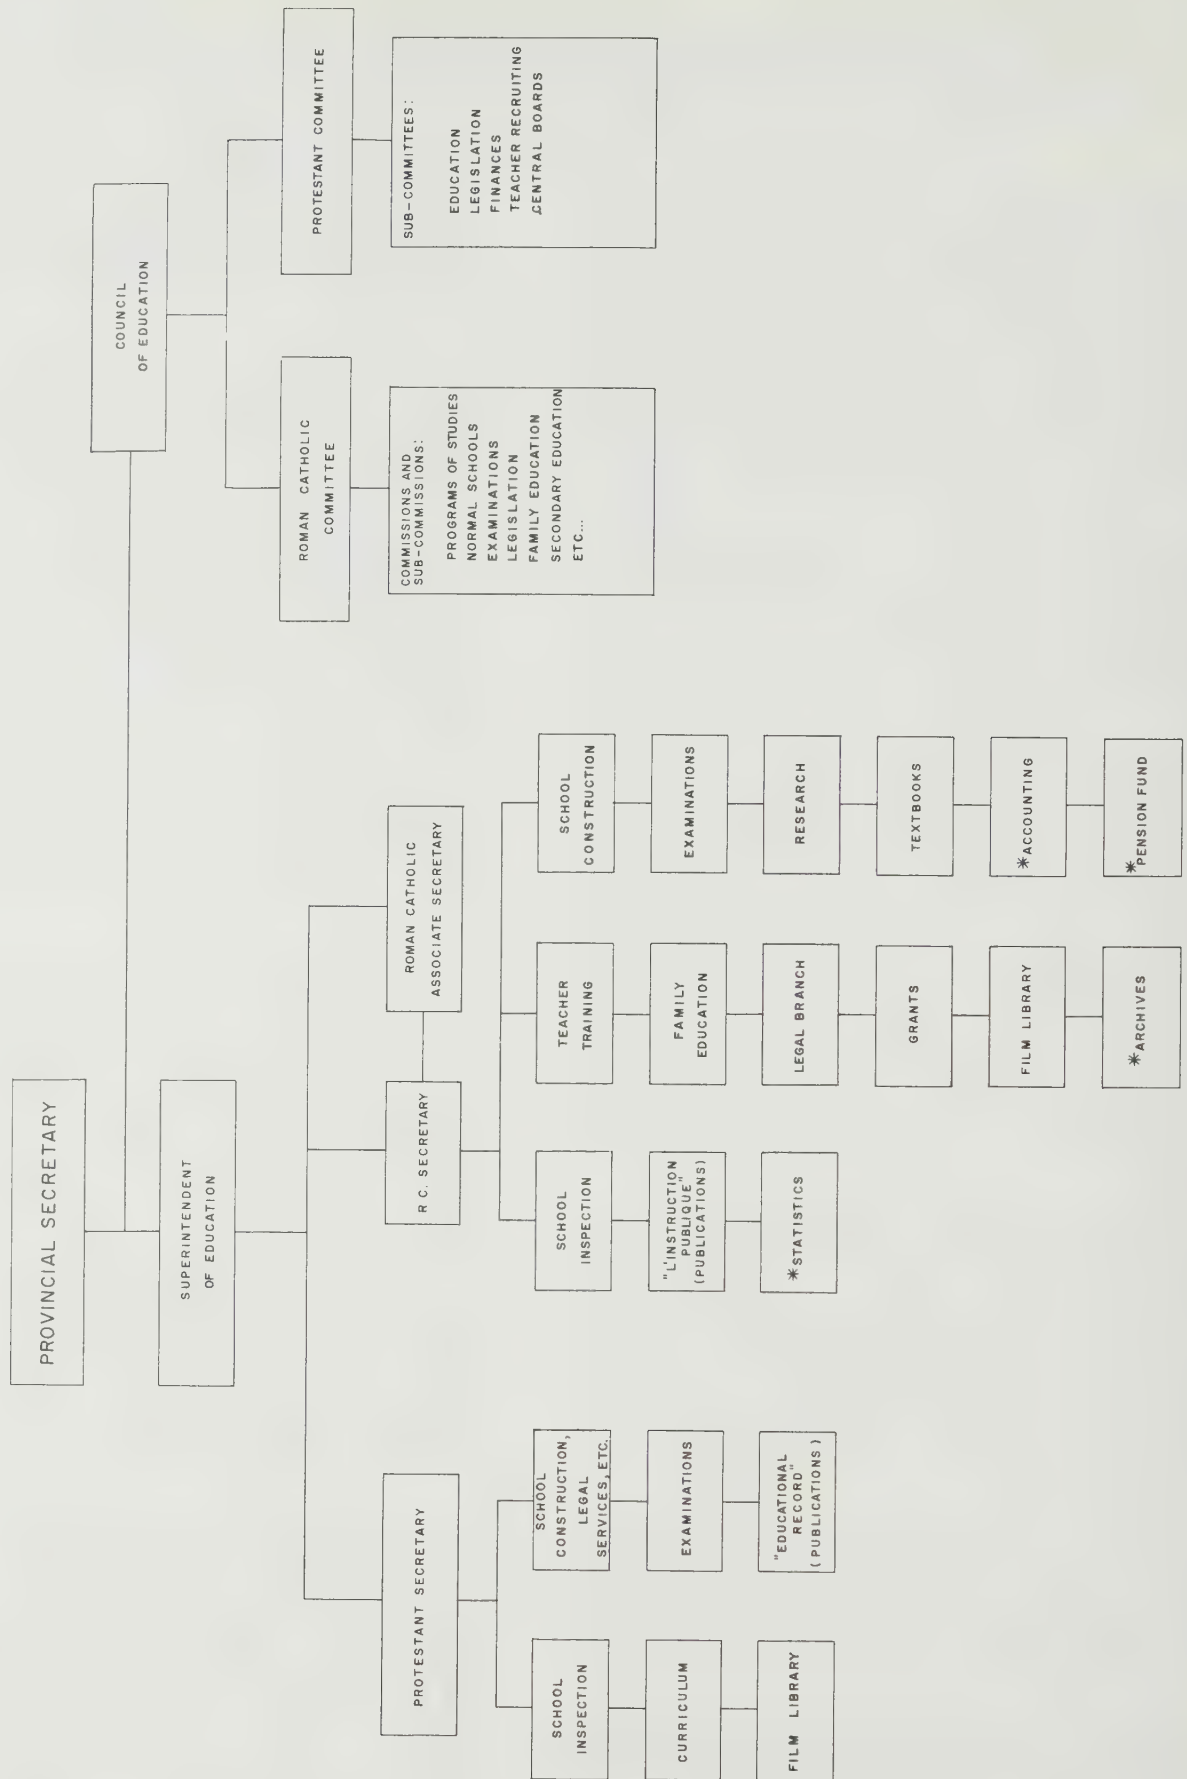 PROVINCIAL SECRETARY
SUPERINTENDENT
OF EDUCATION
COUNCIL
OF EDUCATION
PROTESTANT SECRETARY
R C. SECRETARY
ROMAN CATHOLIC
ASSOCIATE SECRETARY
ROMAN CATHOLIC
COMMITTEE
PROTESTANT COMMITTEE
COMMISSIONS AND
SUB-COMMISSIONS:
PROGRAMS OF STUDIES
NORMAL SCHOOLS
EXAMINATIONS
LEGISLATION
FAMILY EDUCATION
SECONDARY EDUCATION
ETC...
SUB-COMMITTEES:
EDUCATION
LEGISLATION
FINANCES
TEACHER RECRUITING
CENTRAL BOARDS
SCHOOL
INSPECTION
CURRICULUM
FILM LIBRARY
SCHOOL
CONSTRUCTION,
LEGAL
SERVICES, ETC.
EXAMINATIONS
"EDUCATIONAL
RECORD"
(PUBLICATIONS)
SCHOOL
INSPECTION
"L'INSTRUCTION
PUBLIQUE"
(PUBLICATIONS)
*STATISTICS
TEACHER
TRAINING
FAMILY
EDUCATION
LEGAL BRANCH
GRANTS
FILM LIBRARY
*ARCHIVES
SCHOOL
CONSTRUCTION
EXAMINATIONS
RESEARCH
TEXTBOOKS
*ACCOUNTING
*PENSION FUND